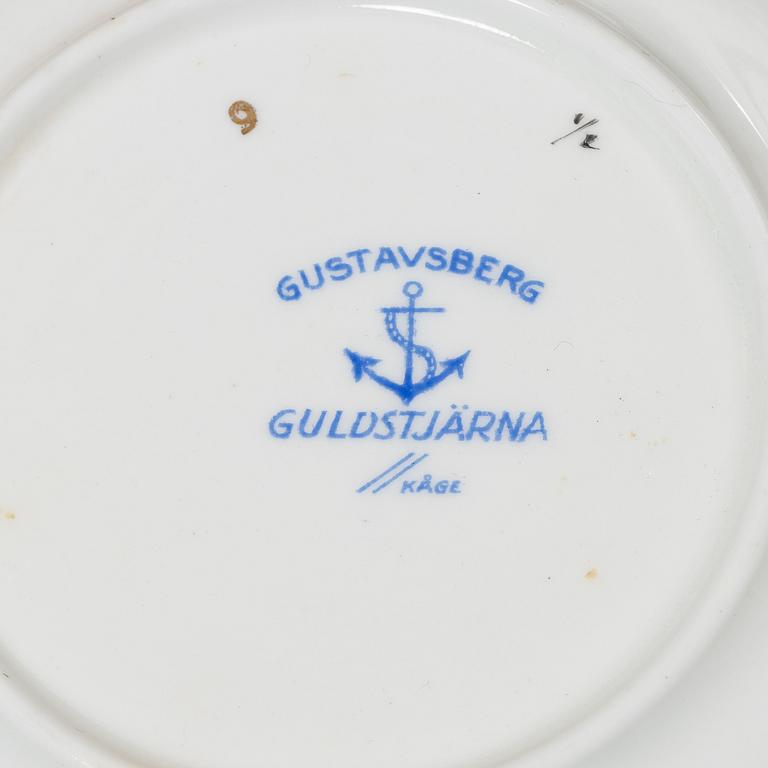 9
GUSTAVSBERG
GULDSTJÄRNA
// KÅGE